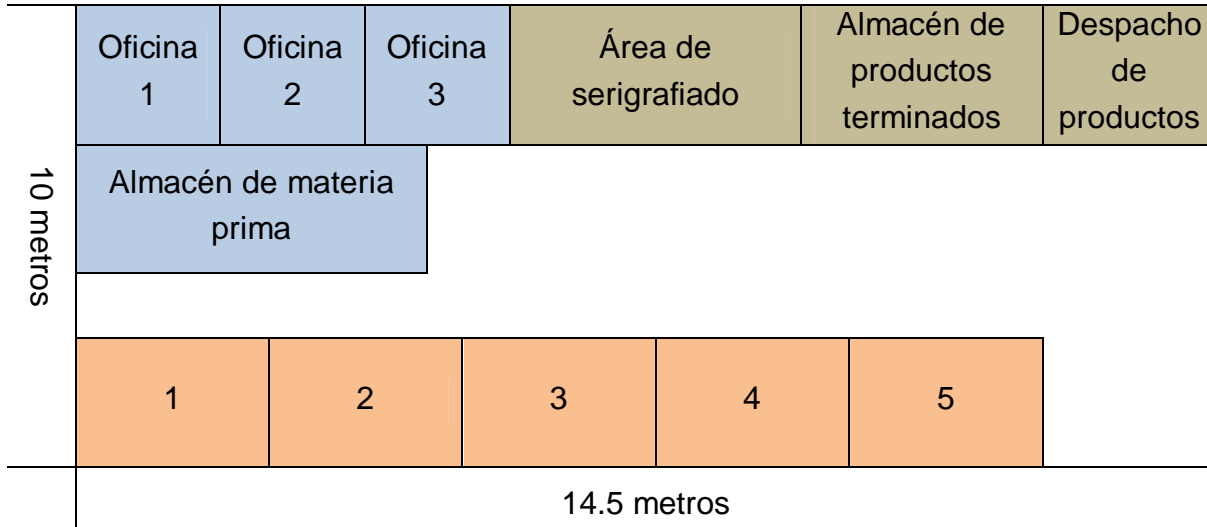 Oficina
1
Oficina
2
Oficina
3
Área de
serigrafiado
Almacén de
productos
terminados
Despacho
de
productos
Almacén de materia
prima
10 metros
1
2
3
4
5
14.5 metros